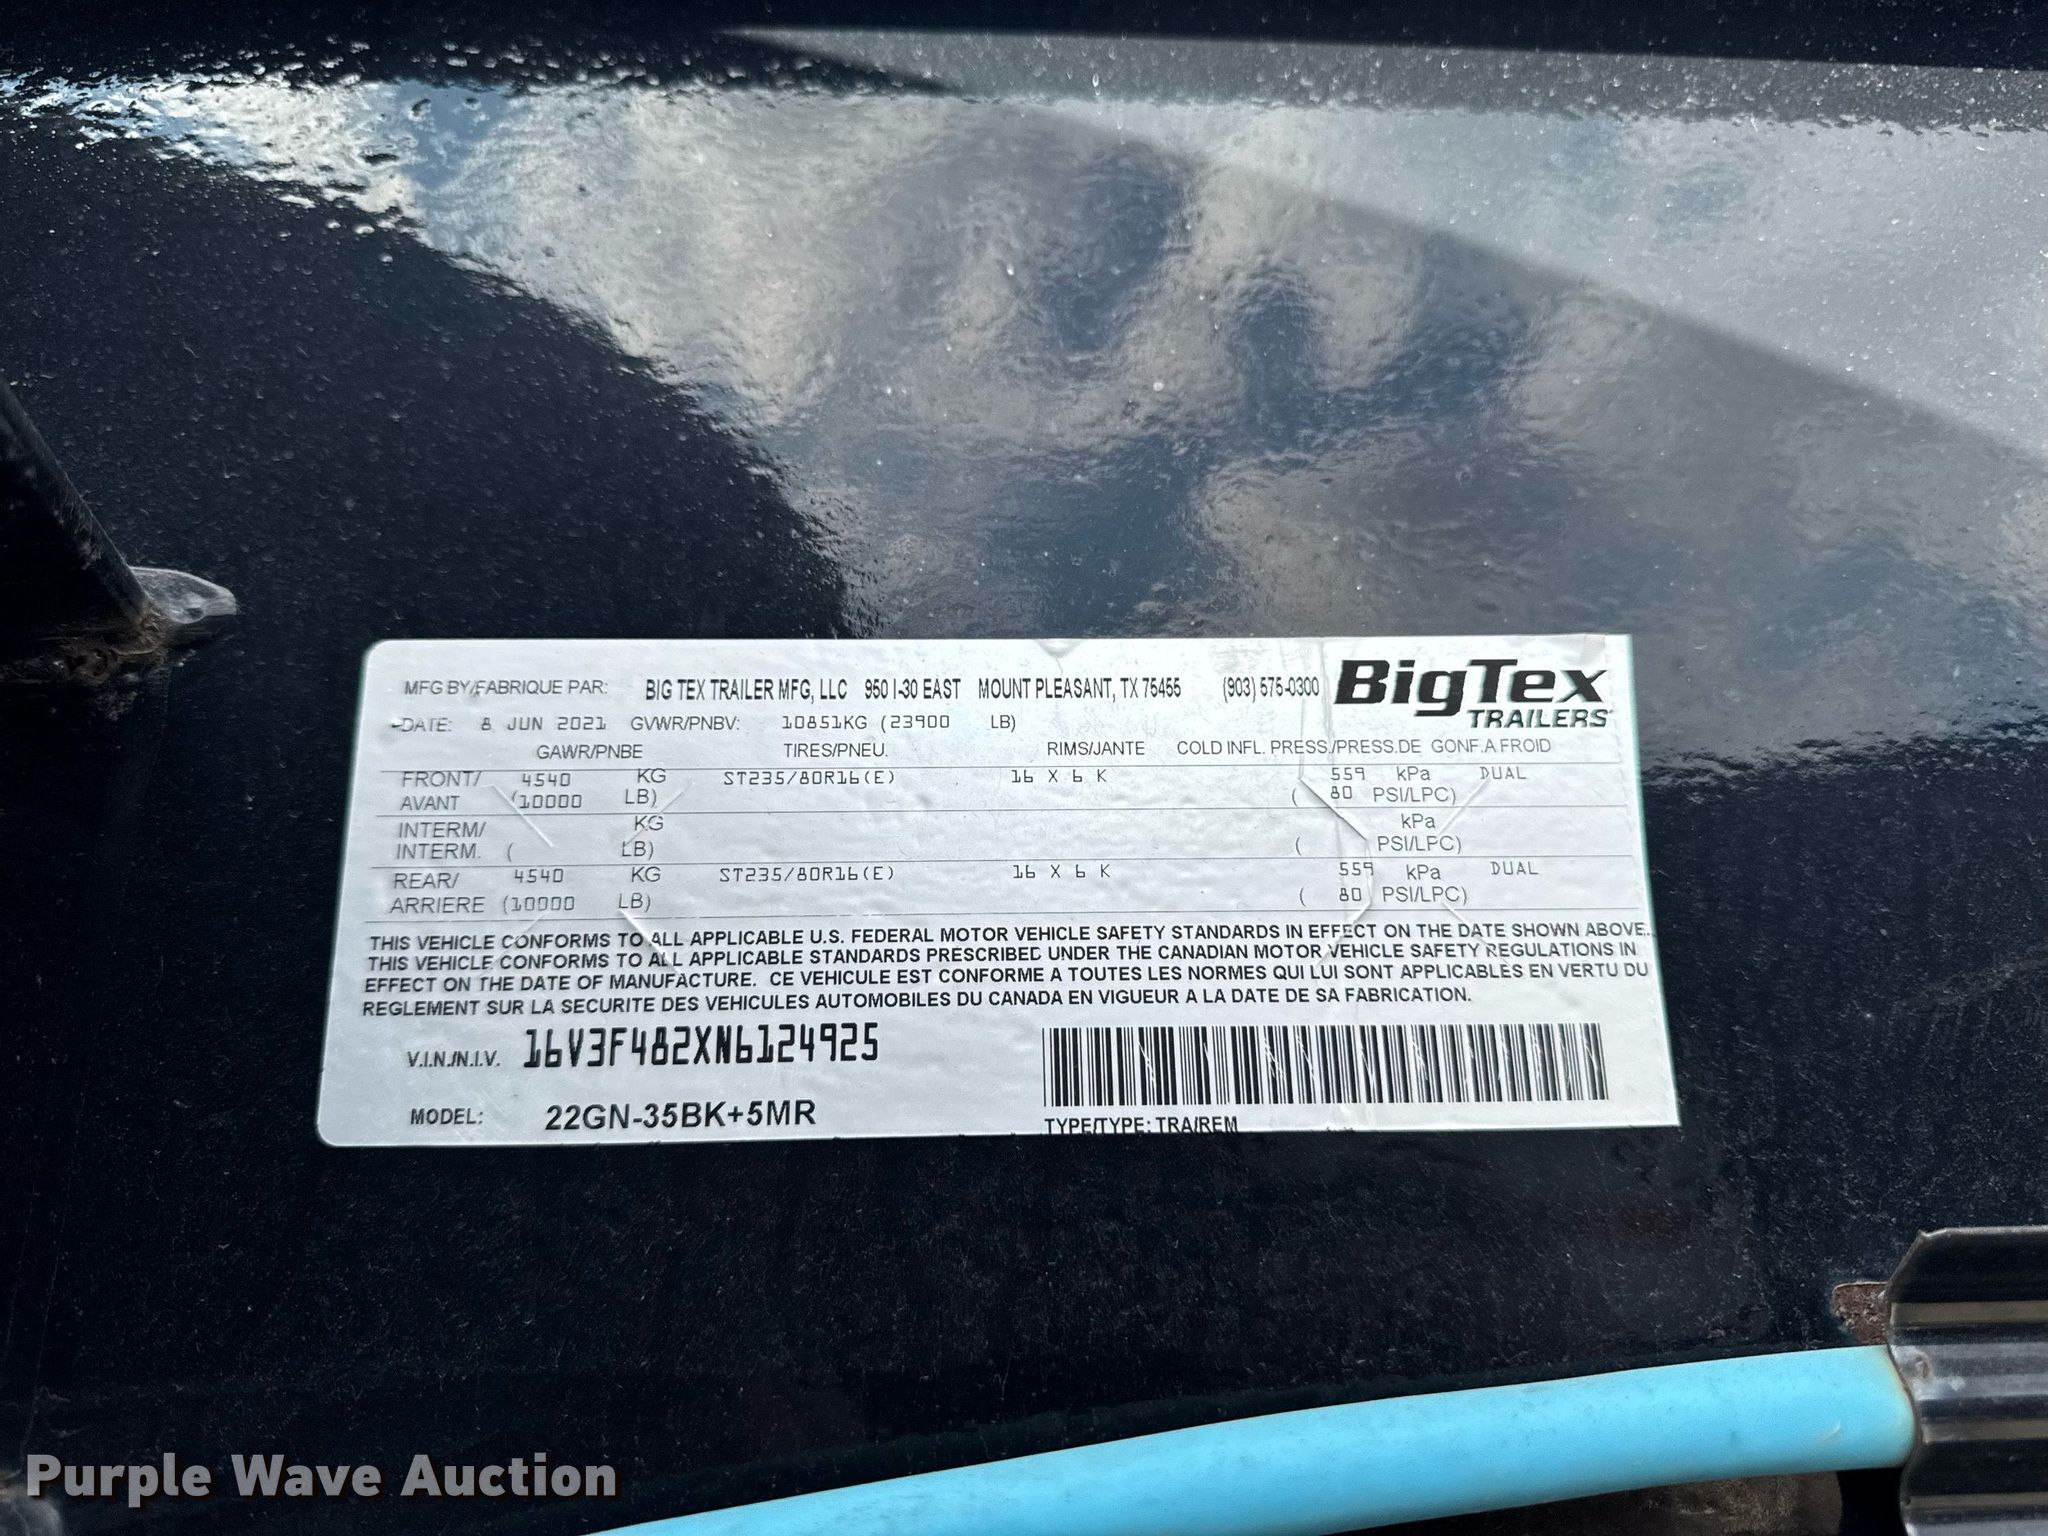 MFG BY/FABRIQUE PAR: BIG TEX TRAILER MFG, LLC 950 I-30 EAST MOUNT PLEASANT, TX 75455 (903) 575-0300 BigTex
TRAILERS
DATE: 8 JUN 2021 GVWR/PNBV: 10851KG (23900 LB)
GAWR/PNBE TIRES/PNEU. RIMS/JANTE COLD INFL. PRESS./PRESS.DE GONF.A FROID
FRONT/ 4540 KG ST235/80R16(E) 16 X 6 K 559 kPa DUAL
AVANT (10000 LB) ( 80 PSI/LPC)
INTERM/ KG kPa
INTERM. ( LB) ( PSI/LPC)
REAR/ 4540 KG ST235/80R16(E) 16 X 6 K 559 kPa DUAL
ARRIERE (10000 LB) ( 80 PSI/LPC)
THIS VEHICLE CONFORMS TO ALL APPLICABLE U.S. FEDERAL MOTOR VEHICLE SAFETY STANDARDS IN EFFECT ON THE DATE SHOWN ABOVE.
THIS VEHICLE CONFORMS TO ALL APPLICABLE STANDARDS PRESCRIBED UNDER THE CANADIAN MOTOR VEHICLE SAFETY REGULATIONS IN
EFFECT ON THE DATE OF MANUFACTURE. CE VEHICULE EST CONFORME A TOUTES LES NORMES QUI LUI SONT APPLICABLES EN VERTU DU
REGLEMENT SUR LA SECURITE DES VEHICULES AUTOMOBILES DU CANADA EN VIGUEUR A LA DATE DE SA FABRICATION.
V.I.N./N.I.V. 16V3F482XN6124925
MODEL: 22GN-35BK+5MR
TYPE/TYPE: TRA/REM
Purple Wave Auction